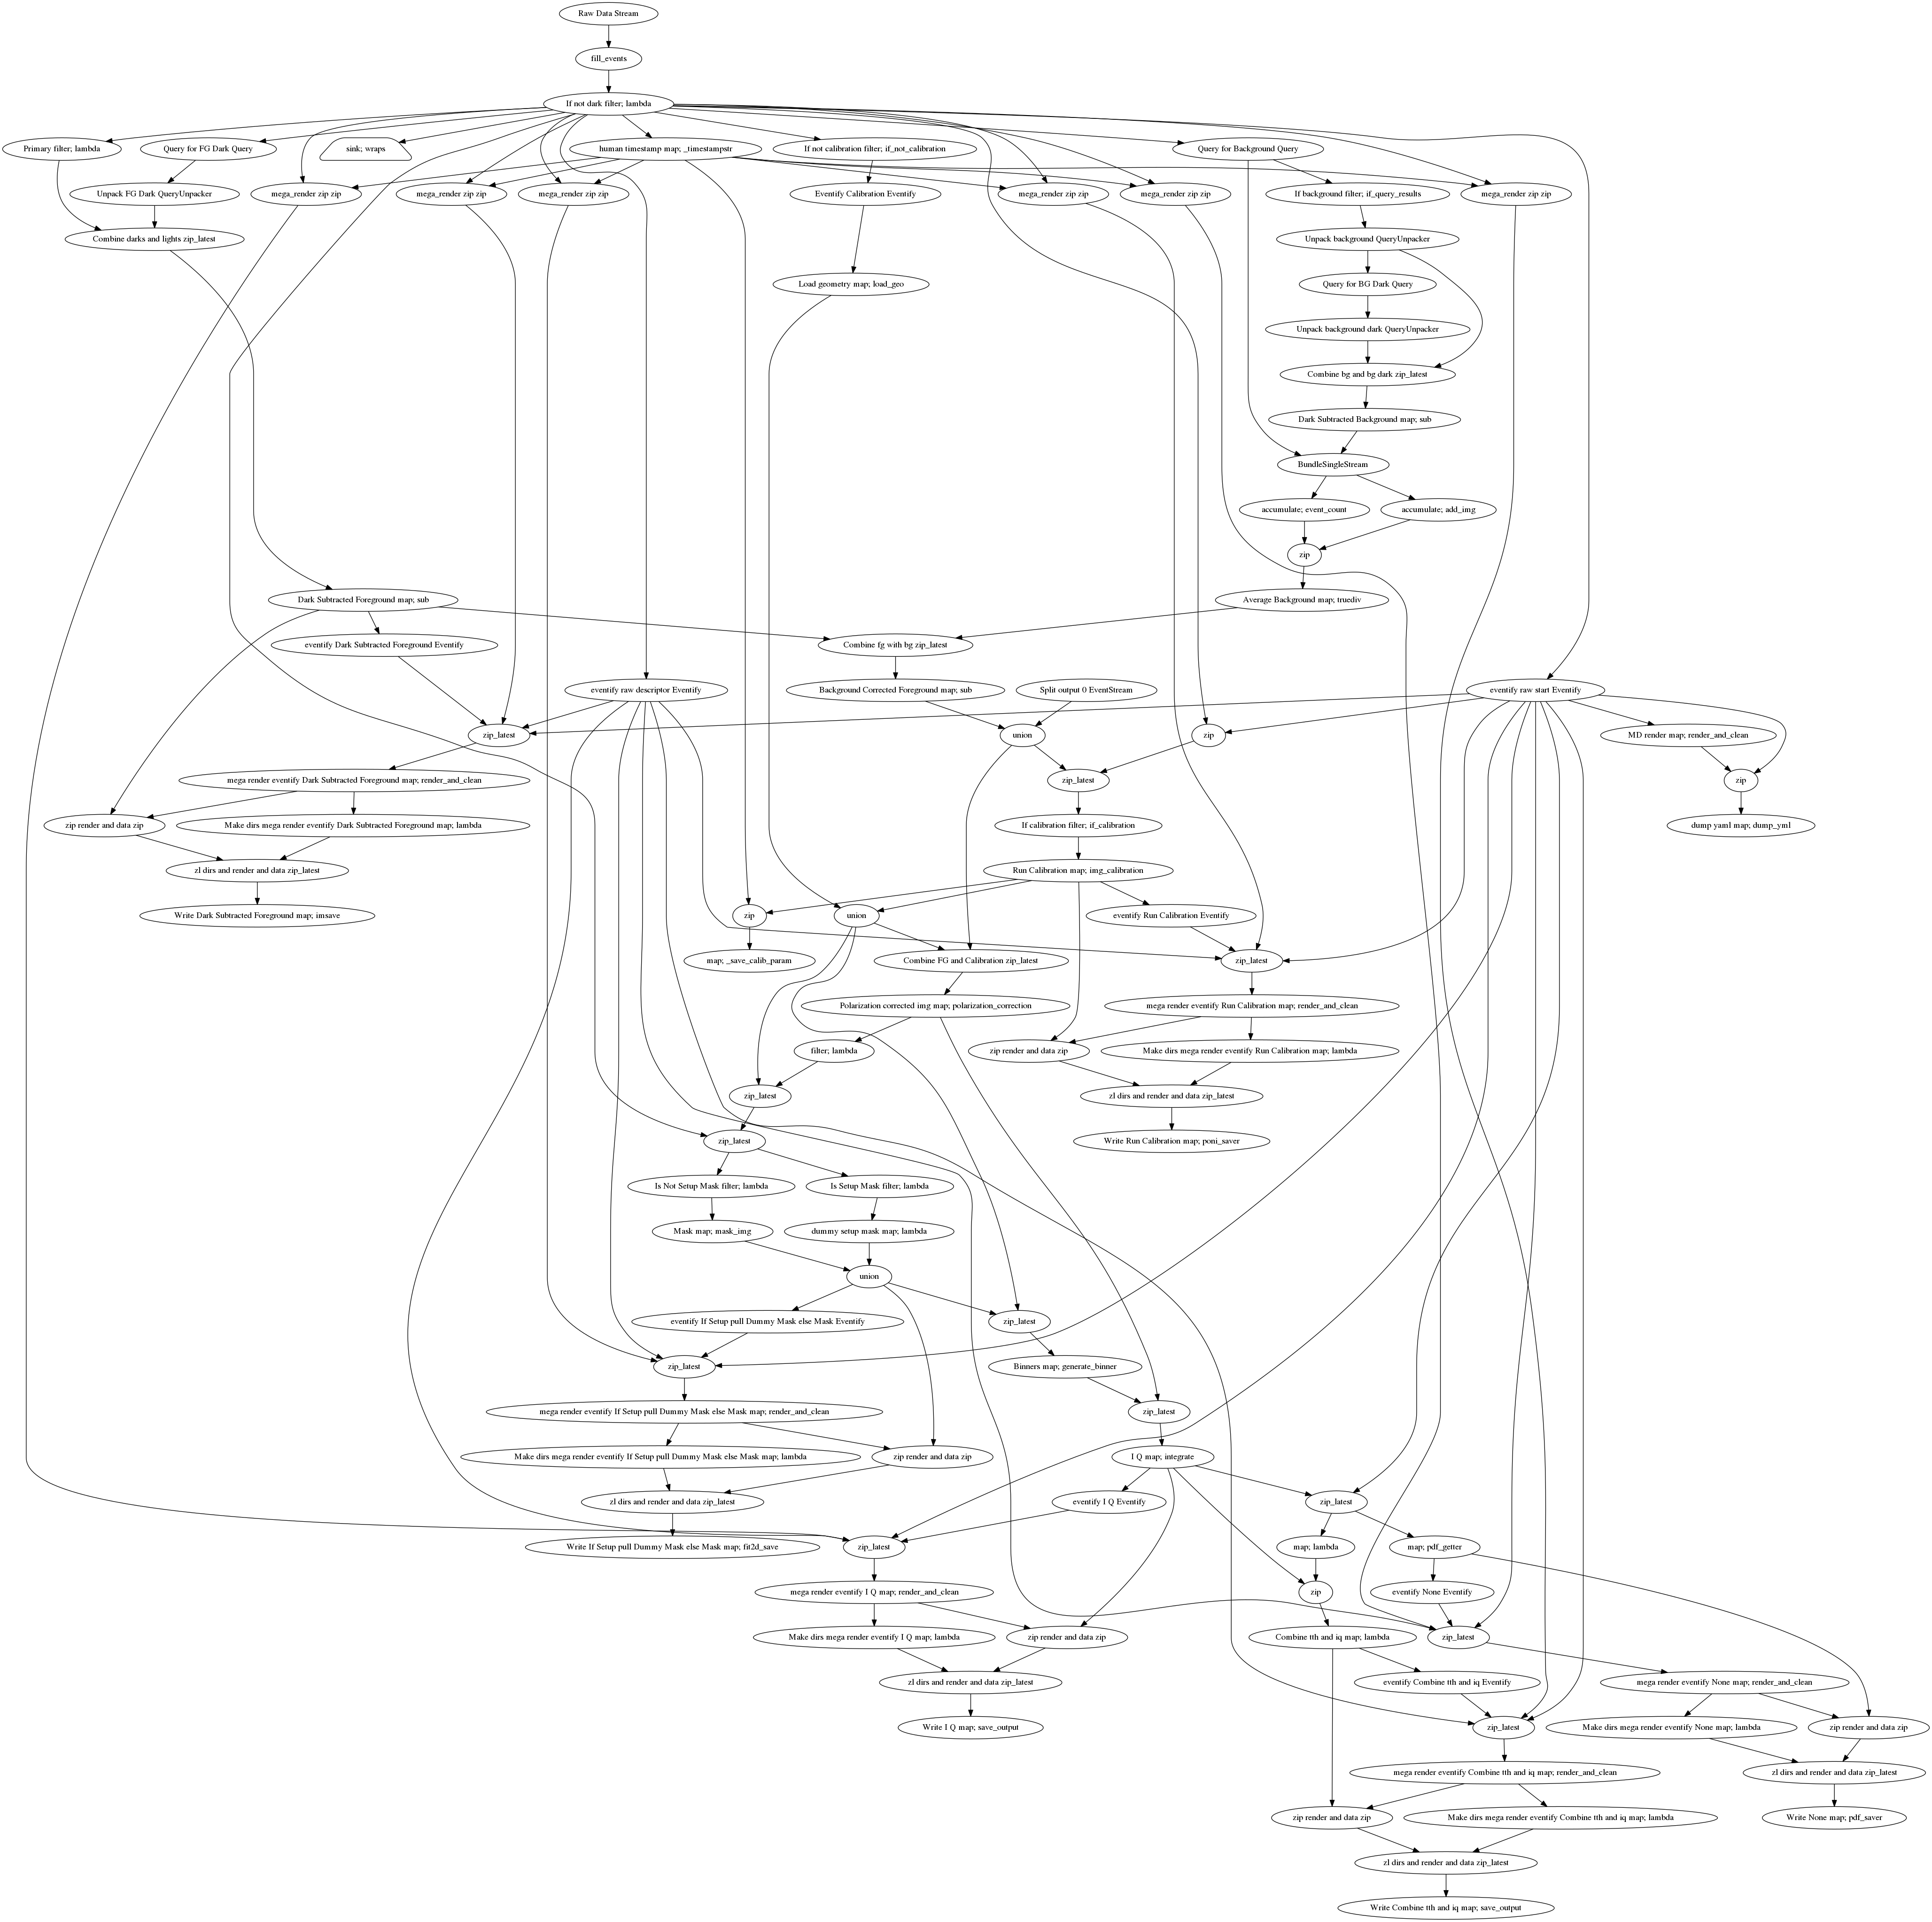 Raw Data Stream
fill_events
If not dark filter; lambda
Primary filter; lambda
Query for FG Dark Query
sink; wraps
human timestamp map; _timestampstr
If not calibration filter; if_not_calibration
Query for Background Query
Unpack FG Dark QueryUnpacker
mega_render zip zip
mega_render zip zip
mega_render zip zip
Eventify Calibration Eventify
mega_render zip zip
mega_render zip zip
If background filter; if_query_results
mega_render zip zip
Combine darks and lights zip_latest
Unpack background QueryUnpacker
Load geometry map; load_geo
Query for BG Dark Query
Unpack background dark QueryUnpacker
Combine bg and bg dark zip_latest
Dark Subtracted Background map; sub
BundleSingleStream
accumulate; event_count
accumulate; add_img
zip
Dark Subtracted Foreground map; sub
Average Background map; truediv
eventify Dark Subtracted Foreground Eventify
Combine fg with bg zip_latest
eventify raw descriptor Eventify
Background Corrected Foreground map; sub
Split output 0 EventStream
eventify raw start Eventify
zip_latest
union
zip
MD render map; render_and_clean
mega render eventify Dark Subtracted Foreground map; render_and_clean
zip_latest
zip
zip render and data zip
Make dirs mega render eventify Dark Subtracted Foreground map; lambda
If calibration filter; if_calibration
dump yaml map; dump_yml
zl dirs and render and data zip_latest
Run Calibration map; img_calibration
Write Dark Subtracted Foreground map; imsave
zip
union
eventify Run Calibration Eventify
map; _save_calib_param
Combine FG and Calibration zip_latest
zip_latest
Polarization corrected img map; polarization_correction
mega render eventify Run Calibration map; render_and_clean
filter; lambda
zip render and data zip
Make dirs mega render eventify Run Calibration map; lambda
zip_latest
zl dirs and render and data zip_latest
zip_latest
Write Run Calibration map; poni_saver
Is Not Setup Mask filter; lambda
Is Setup Mask filter; lambda
Mask map; mask_img
dummy setup mask map; lambda
union
eventify If Setup pull Dummy Mask else Mask Eventify
zip_latest
zip_latest
Binners map; generate_binner
mega render eventify If Setup pull Dummy Mask else Mask map; render_and_clean
zip_latest
Make dirs mega render eventify If Setup pull Dummy Mask else Mask map; lambda
zip render and data zip
I Q map; integrate
zl dirs and render and data zip_latest
eventify I Q Eventify
zip_latest
Write If Setup pull Dummy Mask else Mask map; fit2d_save
zip_latest
map; lambda
map; pdf_getter
mega render eventify I Q map; render_and_clean
zip
eventify None Eventify
Make dirs mega render eventify I Q map; lambda
zip render and data zip
Combine tth and iq map; lambda
zip_latest
zl dirs and render and data zip_latest
eventify Combine tth and iq Eventify
mega render eventify None map; render_and_clean
Write I Q map; save_output
zip_latest
Make dirs mega render eventify None map; lambda
zip render and data zip
mega render eventify Combine tth and iq map; render_and_clean
zl dirs and render and data zip_latest
zip render and data zip
Make dirs mega render eventify Combine tth and iq map; lambda
Write None map; pdf_saver
zl dirs and render and data zip_latest
Write Combine tth and iq map; save_output